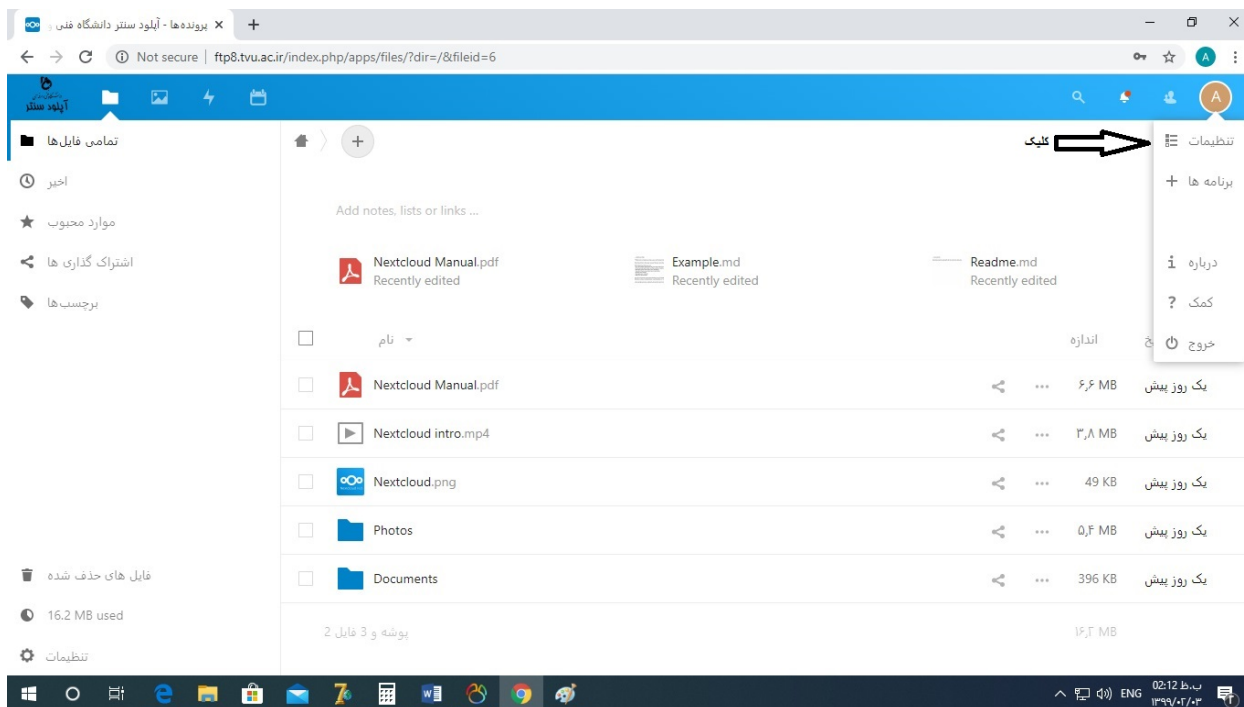 پرونده‌ها - آپلود سنتر دانشگاه فنی و
Not secure | ftp8.tvu.ac.ir/index.php/apps/files/?dir=/&fileid=6
A
آپلود سنتر
A
تمامی فایل‌ها
اخیر
موارد محبوب
اشتراک گذاری ها
برچسب‌ها
کلیک
تنظیمات
برنامه ها
درباره
کمک
خروج
Add notes, lists or links ...
Nextcloud Manual.pdf
Recently edited
Example.md
Recently edited
Readme.md
Recently edited
نام
اندازه
Nextcloud Manual.pdf
۶,۶ MB
یک روز پیش
Nextcloud intro.mp4
۳,۸ MB
یک روز پیش
Nextcloud.png
49 KB
یک روز پیش
Photos
۵,۴ MB
یک روز پیش
Documents
396 KB
یک روز پیش
2 پوشه و 3 فایل
۱۶,۲ MB
فایل های حذف شده
16.2 MB used
تنظیمات
ENG
02:12 ب.ظ
۱۳۹۹/۰۲/۰۳